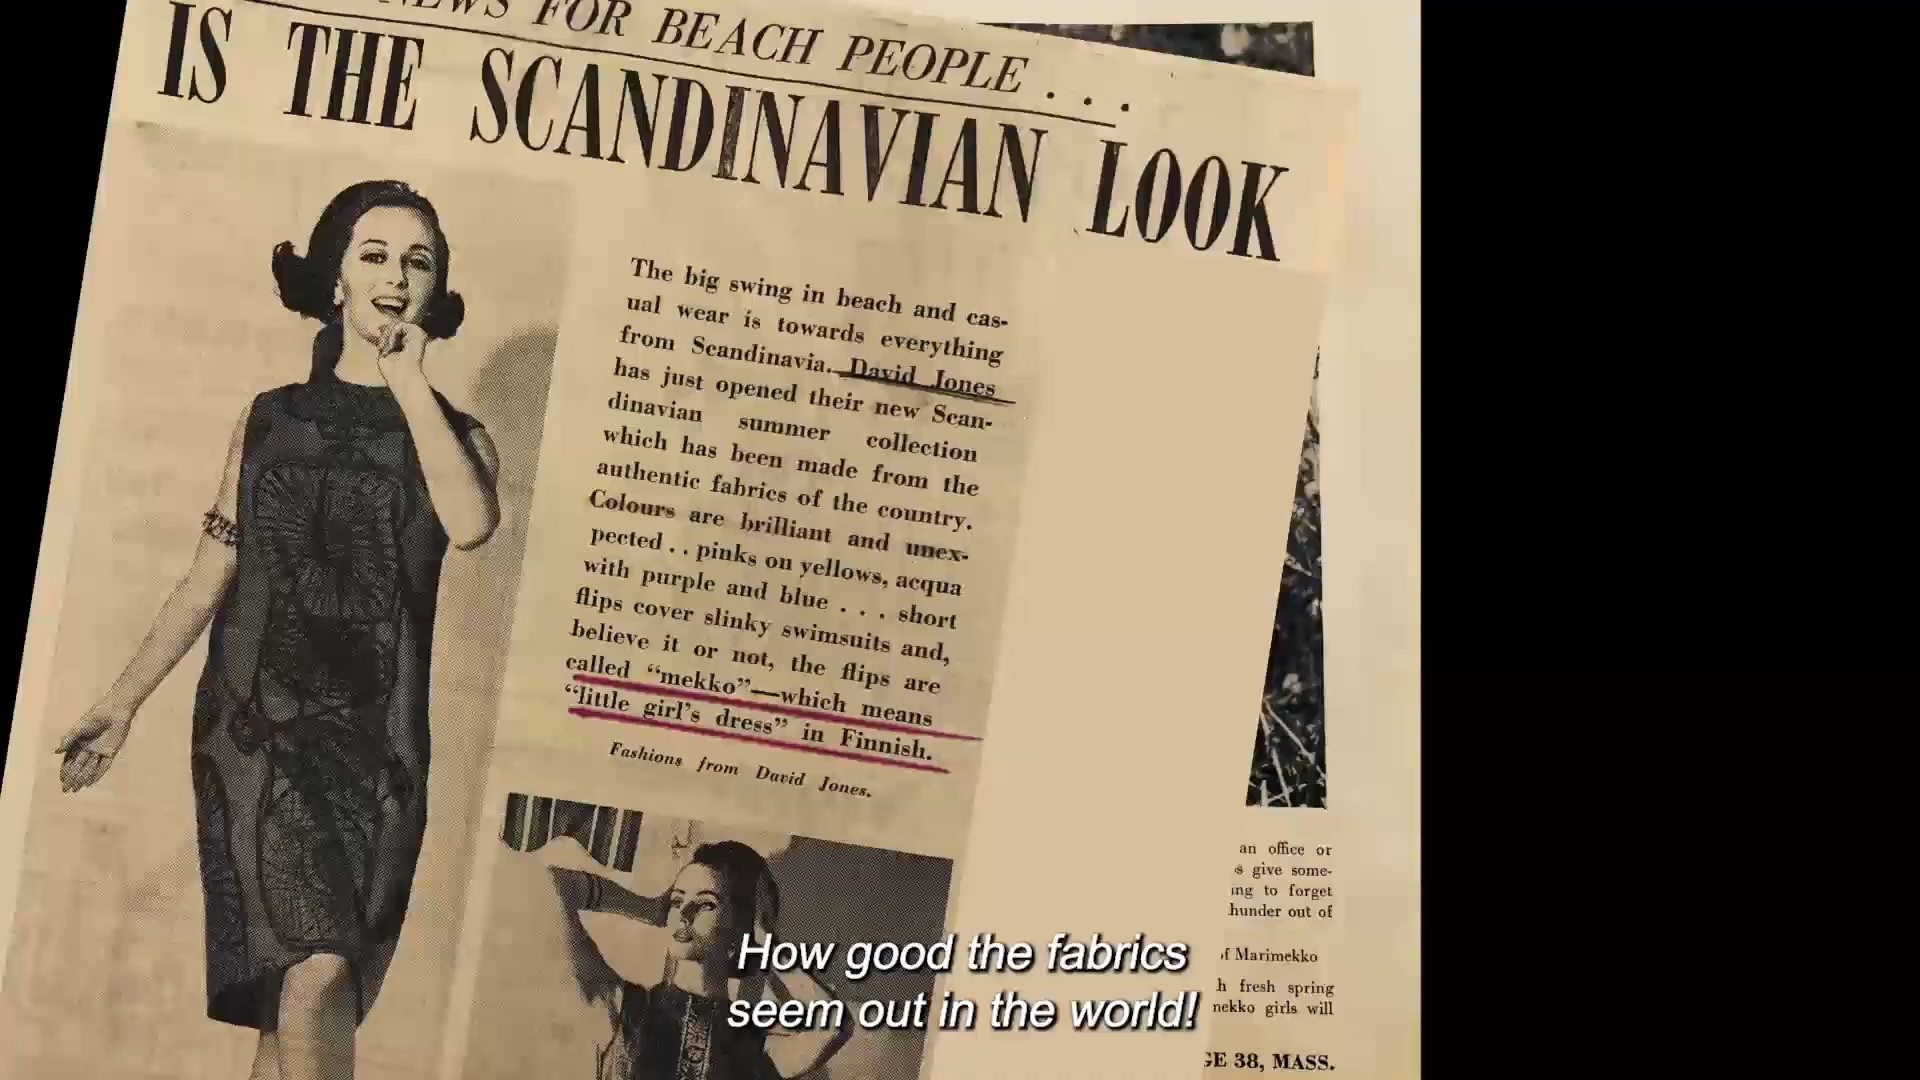 NEWS FOR BEACH PEOPLE . . .
IS THE SCANDINAVIAN LOOK
The big swing in beach and cas-
ual wear is towards everything
from Scandinavia. David Jones
has just opened their new Scan-
dinavian summer collection
which has been made from the
authentic fabrics of the country.
Colours are brilliant and unex-
pected . . pinks on yellows, acqua
with purple and blue . . . short
flips cover slinky swimsuits and,
believe it or not, the flips are
called “mekko”—which means
“little girl’s dress” in Finnish.
Fashions from David Jones.
an office or
s give some-
ing to forget
hunder out of
of Marimekko
h fresh spring
nekko girls will
GE 38, MASS.
How good the fabrics
seem out in the world!